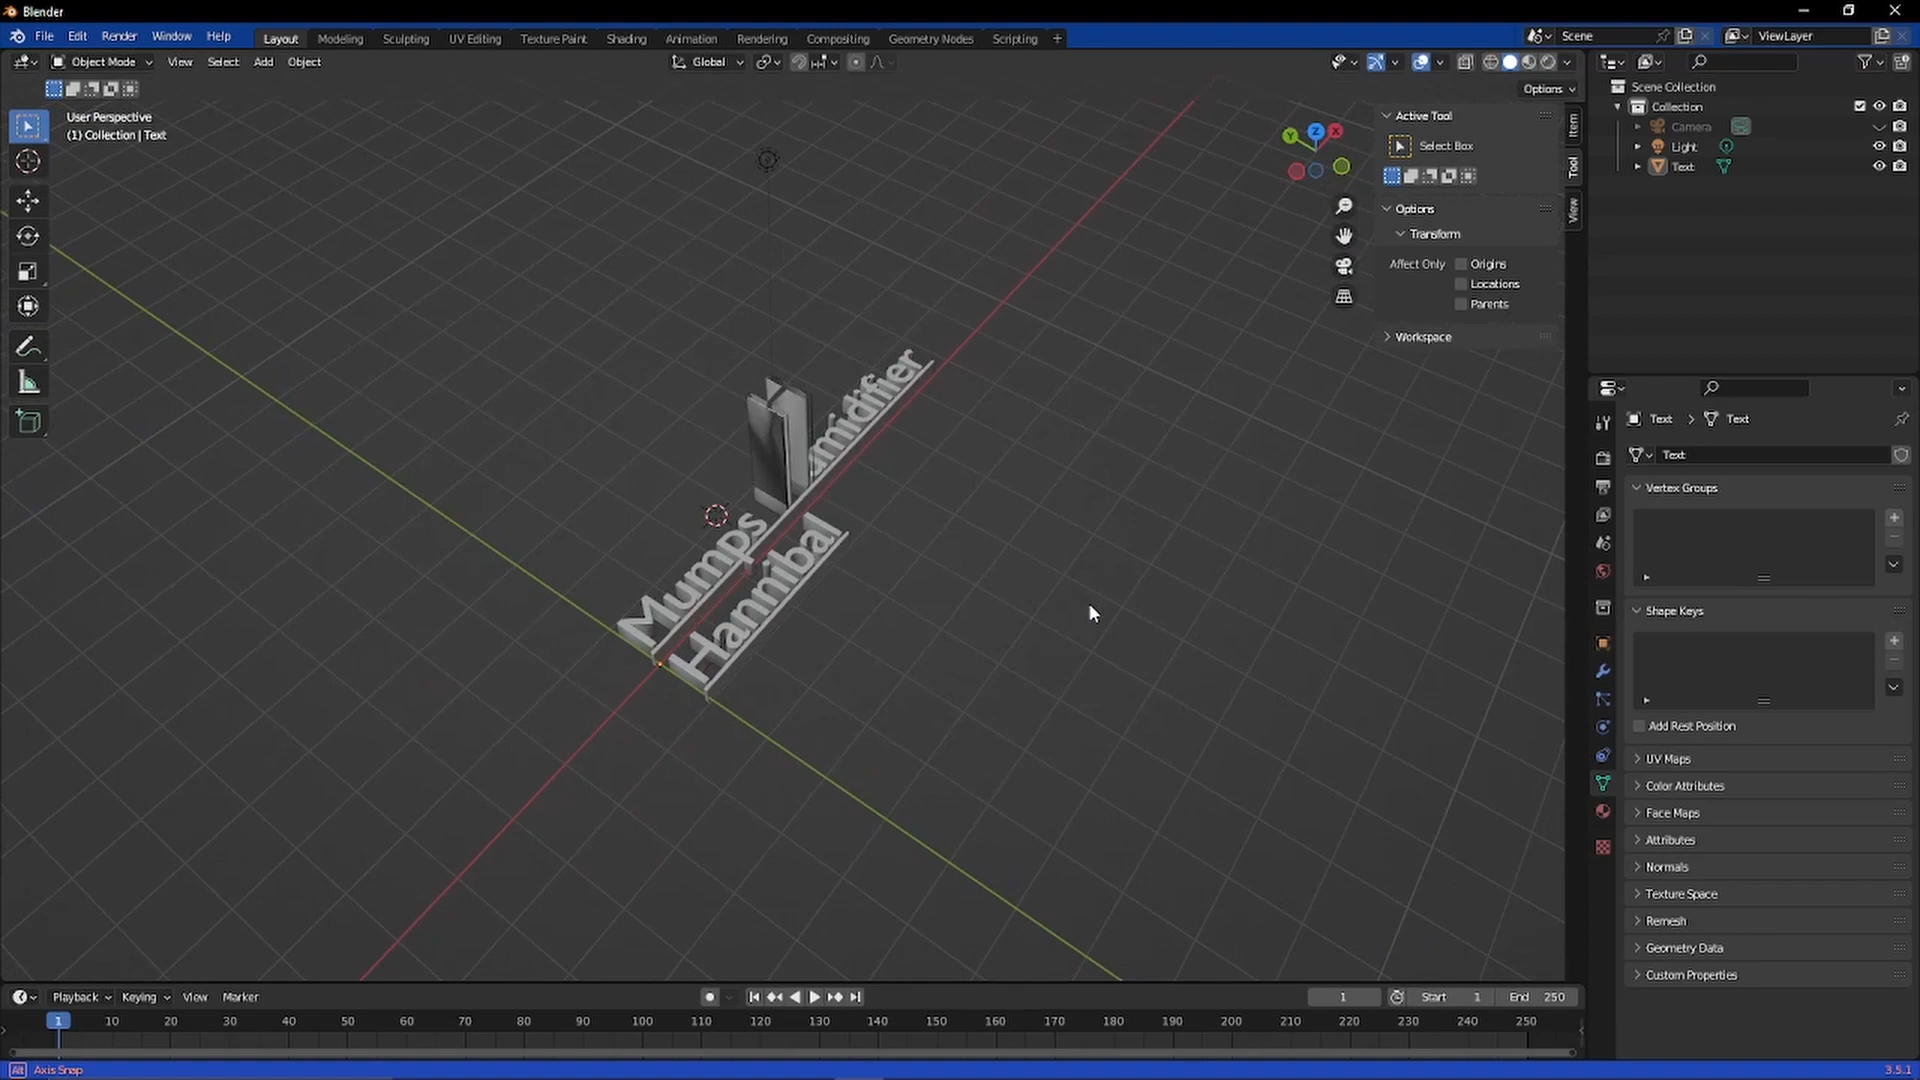 Blender
File Edit Render Window Help Layout Modeling Sculpting UV Editing Texture Paint Shading Animation Rendering Compositing Geometry Nodes Scripting + Scene ViewLayer
Object Mode View Select Add Object Global
Options
User Perspective
(1) Collection | Text
Y Z X
Active Tool
Select Box
Options
Transform
Affect Only Origins
Locations
Parents
Workspace
Item
Tool
View
Scene Collection
Collection
Camera
Light
Text
Mumps
umidifier
Hannibal
Text > Text
Text
Vertex Groups
Shape Keys
Add Rest Position
UV Maps
Color Attributes
Face Maps
Attributes
Normals
Texture Space
Remesh
Geometry Data
Custom Properties
Playback Keying View Marker 1 Start 1 End 250
1 10 20 30 40 50 60 70 80 90 100 110 120 130 140 150 160 170 180 190 200 210 220 230 240 250
Alt Axis Snap 3.5.1